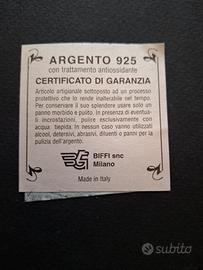 ARGENTO 925
con trattamento antiossidante
CERTIFICATO DI GARANZIA
Articolo artigianale sottoposto ad un processo
protettivo che lo rende inalterabile nel tempo.
Per conservare il suo splendore usare solo un
panno morbido e pulito. In presenza di eventua-
li incrostazioni, pulire esclusivamente con
acqua tiepida. In nessun caso vanno utilizzati
alcool, detersivi, abrasivi, diluenti o panni per la
pulizia dell'argento.
BIFFI snc
Milano
Made in Italy
subito